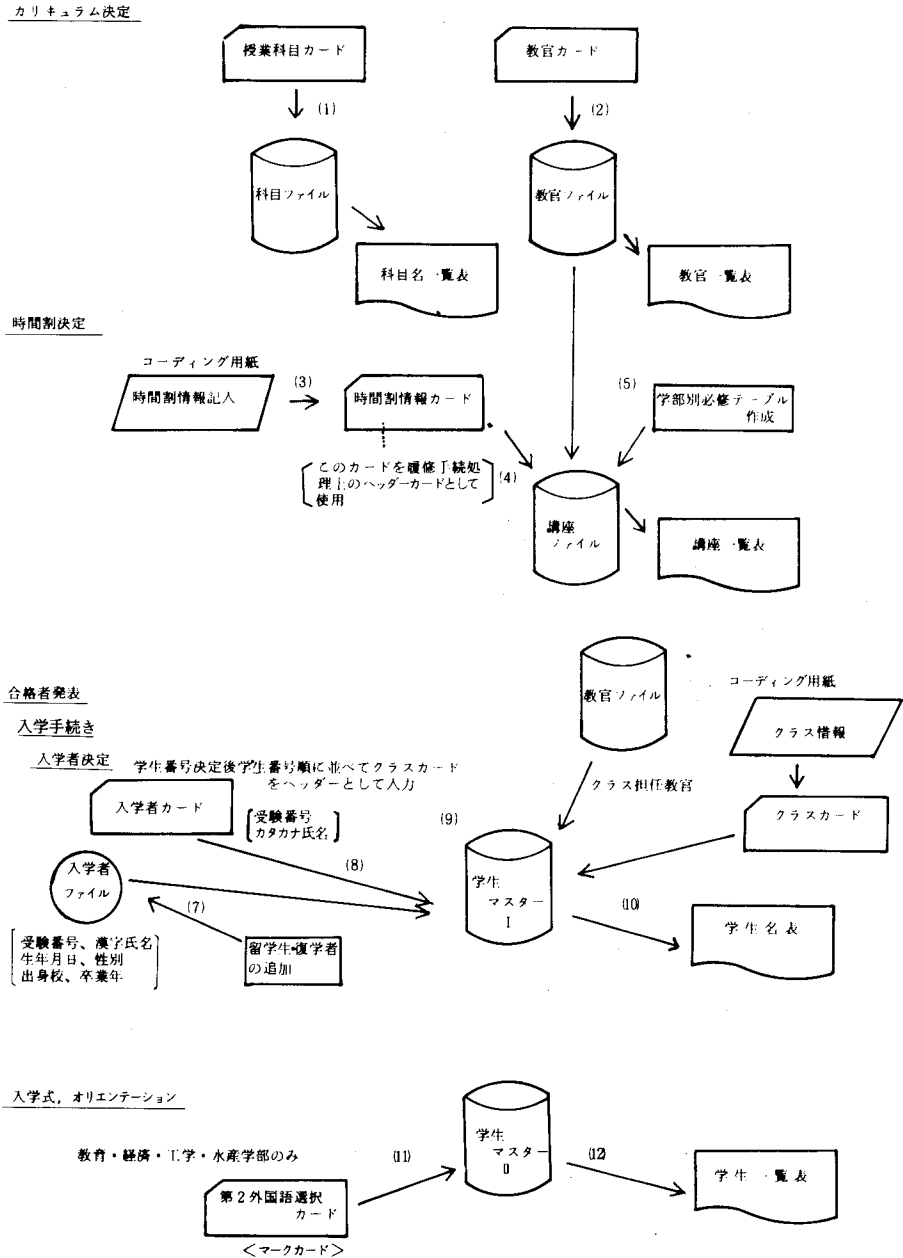 カリキュラム決定
授業科目カード
教官カード
(1)
(2)
科目ファイル
教官ファイル
科目名一覧表
教官一覧表
時間割決定
コーディング用紙
時間割情報記入
(3)
時間割情報カード
(5)
学部別必修テーブル
作成
このカードを履修手続処
理上のヘッダーカードとして
使用
(4)
講座
ファイル
講座一覧表
教官ファイル
コーディング用紙
クラス情報
合格者発表
入学手続き
入学者決定
学生番号決定後学生番号順に並べてクラスカード
をヘッダーとして入力
クラス担任教官
入学者カード
受験番号
カタカナ氏名
(9)
クラスカード
(8)
入学者
ファイル
学生
マスター
I
(7)
(10)
学生名表
受験番号、漢字氏名
生年月日、性別
出身校、卒業年
留学生・復学者
の追加
入学式, オリエンテーション
学生
マスター
II
教育・経済・工学・水産学部のみ
(11)
(12)
学生一覧表
第2外国語選択
カード
<マークカード>